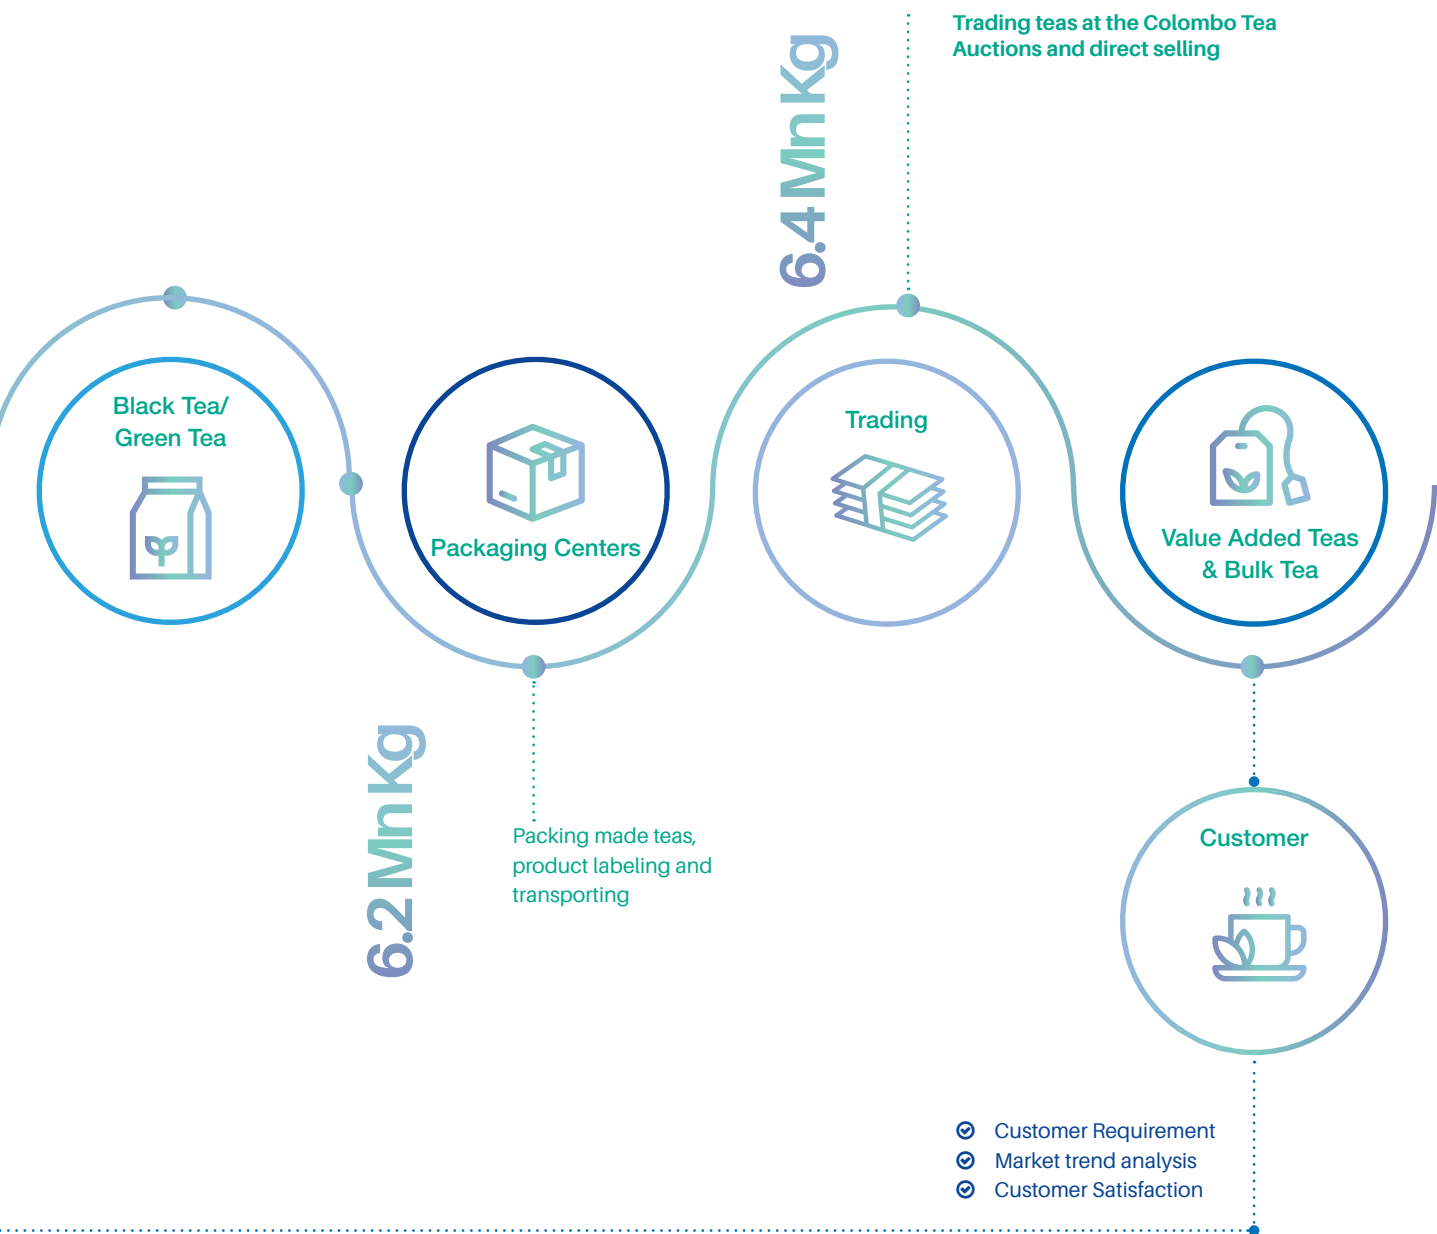 Trading teas at the Colombo Tea
Auctions and direct selling
6.4 Mn Kg
Black Tea/
Green Tea
Packaging Centers
Trading
Value Added Teas
& Bulk Tea
6.2 Mn Kg
Packing made teas,
product labeling and
transporting
Customer
Customer Requirement
Market trend analysis
Customer Satisfaction